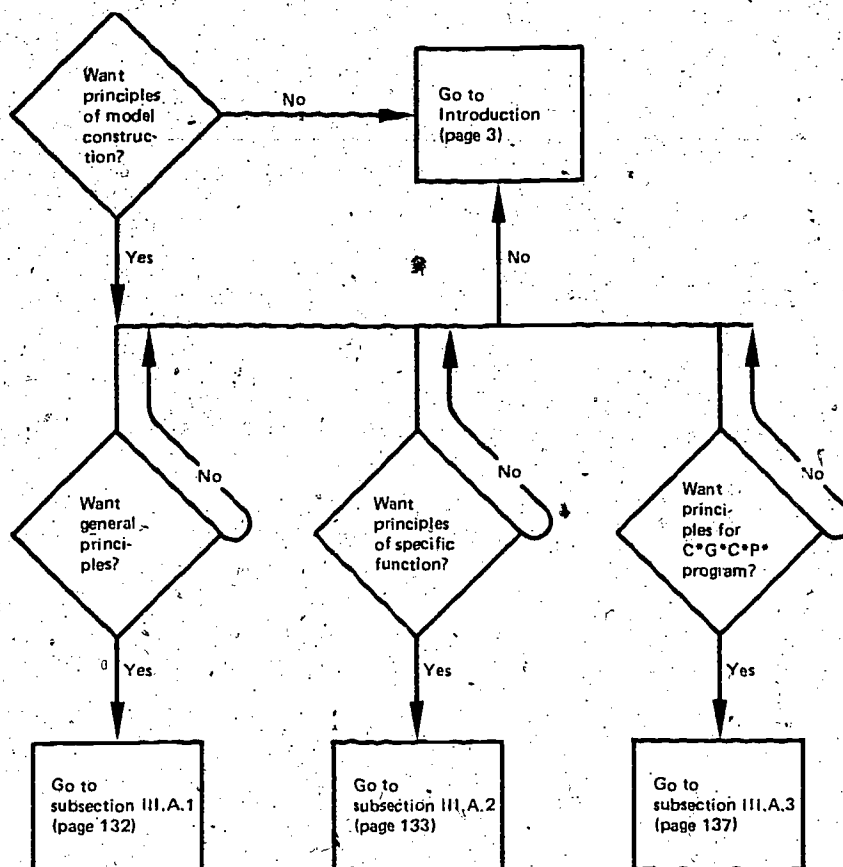 Want
principles
of model
construc-
tion?
No
Go to
Introduction
(page 3)
Yes
No
Want
general
princi-
ples?
No
Want
principles
of specific
function?
No
Want
princi-
ples for
C*G*C*P*
program?
No
Yes
Yes
Yes
Go to
subsection III.A.1
(page 132)
Go to
subsection III.A.2
(page 133)
Go to
subsection III.A.3
(page 137)